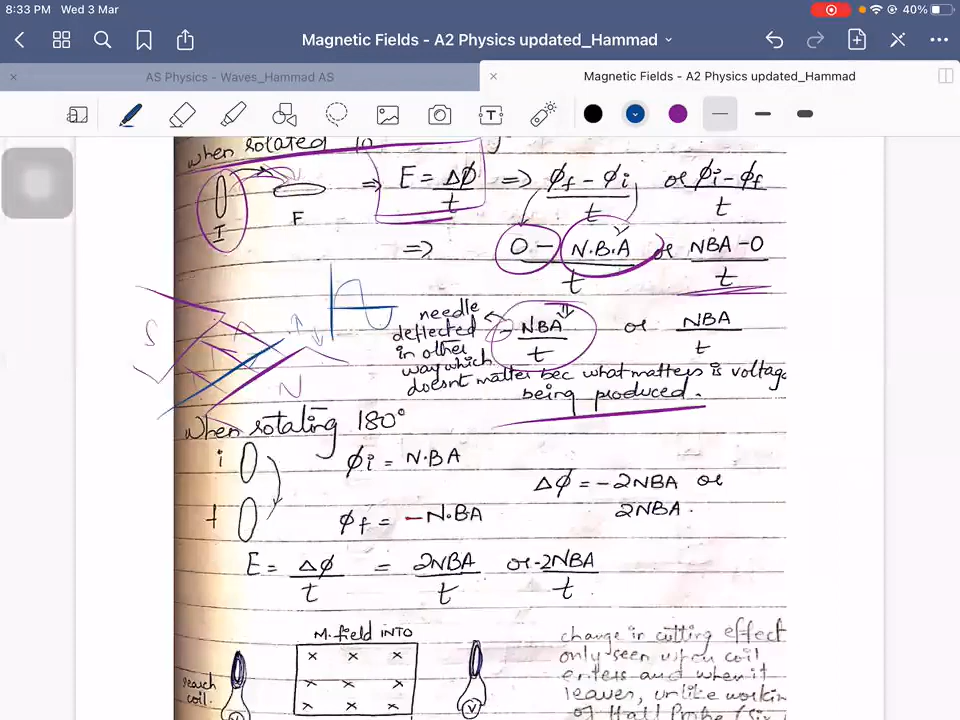 8:33 PM Wed 3 Mar
40%
Magnetic Fields - A2 Physics updated_Hammad
AS Physics - Waves_Hammad AS
Magnetic Fields - A2 Physics updated_Hammad
when rotated
I
F
⇒ E = Δϕ/t ⇒ ϕf - ϕi/t or ϕi - ϕf/t
⇒ 0 - N.B.A/t or NBA - 0/t
S
N
needle
deflected
in other
way which
doesnt matter bec what matters is voltage
being produced.
- NBA/t or NBA/t
When rotating 180°
i ϕi = N.BA
Δϕ = -2NBA or
2NBA.
f ϕf = -N.BA
E = Δϕ/t = 2NBA/t or -2NBA/t
M.field INTO
x x x
x x x
x x x
search
coil.
V
V
change in cutting effect
only seen when coil
enters and when it
leaves, unlike workin
of Hall Probe